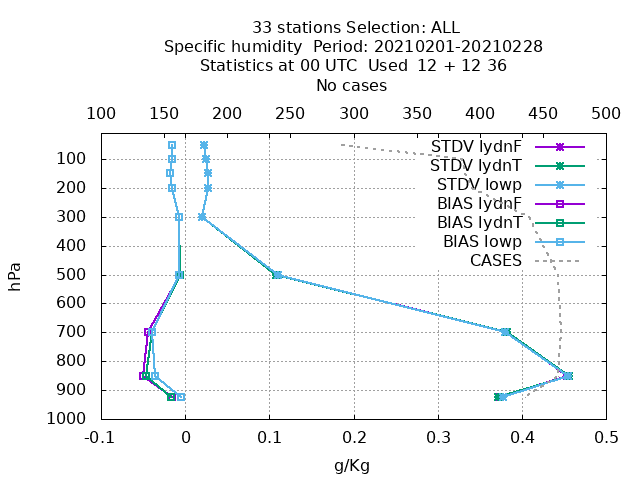 33 stations Selection: ALL
Specific humidity  Period: 20210201-20210228
Statistics at 00 UTC  Used  12 + 12 36
No cases
100 150 200 250 300 350 400 450 500
STDV lydnF
STDV lydnT
STDV lowp
BIAS lydnF
BIAS lydnT
BIAS lowp
CASES
100
200
300
400
500
600
700
800
900
1000
hPa
-0.1 0 0.1 0.2 0.3 0.4 0.5
g/Kg